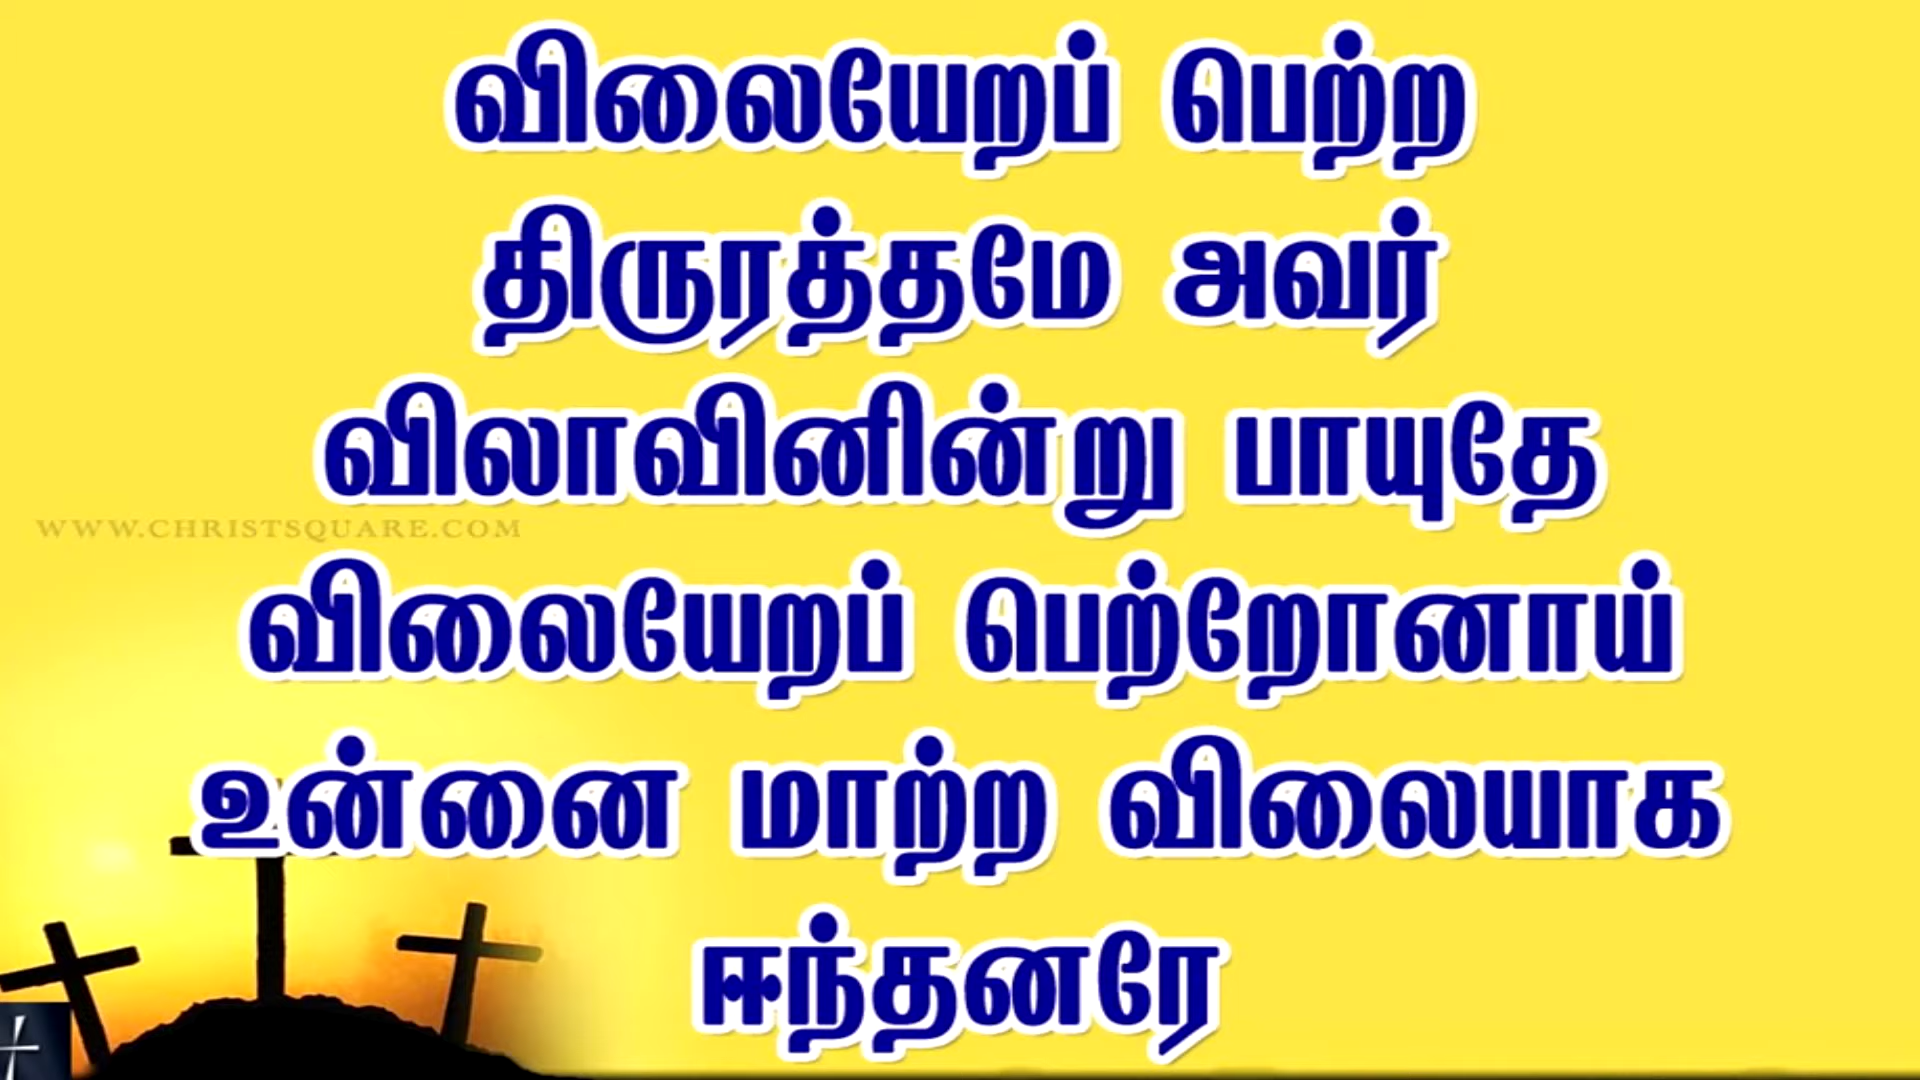 விலையேறப் பெற்ற
திருரத்தமே அவர்
விலாவினின்று பாயுதே
WWW.CHRISTSQUARE.COM
விலையேறப் பெற்றோனாய்
உன்னை மாற்ற விலையாக
ஈந்தனரே